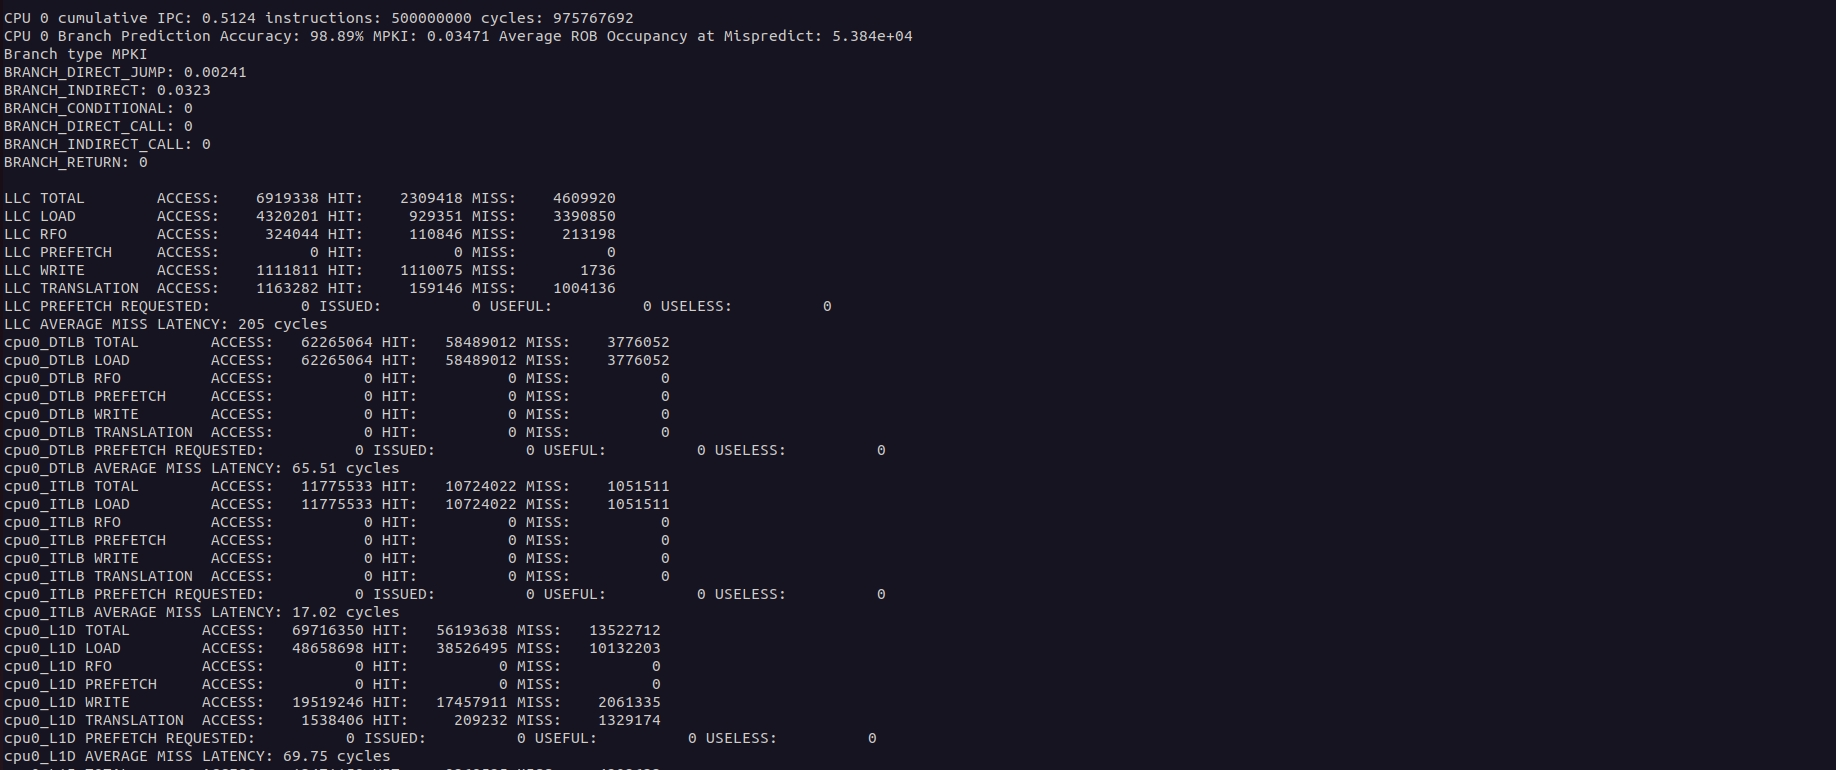 CPU 0 cumulative IPC: 0.5124 instructions: 500000000 cycles: 975767692
CPU 0 Branch Prediction Accuracy: 98.89% MPKI: 0.03471 Average ROB Occupancy at Mispredict: 5.384e+04
Branch type MPKI
BRANCH_DIRECT_JUMP: 0.00241
BRANCH_INDIRECT: 0.0323
BRANCH_CONDITIONAL: 0
BRANCH_DIRECT_CALL: 0
BRANCH_INDIRECT_CALL: 0
BRANCH_RETURN: 0

LLC TOTAL        ACCESS:    6919338 HIT:    2309418 MISS:    4609920
LLC LOAD         ACCESS:    4320201 HIT:     929351 MISS:    3390850
LLC RFO          ACCESS:     324044 HIT:     110846 MISS:     213198
LLC PREFETCH     ACCESS:          0 HIT:          0 MISS:          0
LLC WRITE        ACCESS:    1111811 HIT:    1110075 MISS:       1736
LLC TRANSLATION  ACCESS:    1163282 HIT:     159146 MISS:    1004136
LLC PREFETCH REQUESTED:          0 ISSUED:          0 USEFUL:          0 USELESS:          0
LLC AVERAGE MISS LATENCY: 205 cycles
cpu0_DTLB TOTAL        ACCESS:   62265064 HIT:   58489012 MISS:    3776052
cpu0_DTLB LOAD         ACCESS:   62265064 HIT:   58489012 MISS:    3776052
cpu0_DTLB RFO          ACCESS:          0 HIT:          0 MISS:          0
cpu0_DTLB PREFETCH     ACCESS:          0 HIT:          0 MISS:          0
cpu0_DTLB WRITE        ACCESS:          0 HIT:          0 MISS:          0
cpu0_DTLB TRANSLATION  ACCESS:          0 HIT:          0 MISS:          0
cpu0_DTLB PREFETCH REQUESTED:          0 ISSUED:          0 USEFUL:          0 USELESS:          0
cpu0_DTLB AVERAGE MISS LATENCY: 65.51 cycles
cpu0_ITLB TOTAL        ACCESS:   11775533 HIT:   10724022 MISS:    1051511
cpu0_ITLB LOAD         ACCESS:   11775533 HIT:   10724022 MISS:    1051511
cpu0_ITLB RFO          ACCESS:          0 HIT:          0 MISS:          0
cpu0_ITLB PREFETCH     ACCESS:          0 HIT:          0 MISS:          0
cpu0_ITLB WRITE        ACCESS:          0 HIT:          0 MISS:          0
cpu0_ITLB TRANSLATION  ACCESS:          0 HIT:          0 MISS:          0
cpu0_ITLB PREFETCH REQUESTED:          0 ISSUED:          0 USEFUL:          0 USELESS:          0
cpu0_ITLB AVERAGE MISS LATENCY: 17.02 cycles
cpu0_L1D TOTAL        ACCESS:   69716350 HIT:   56193638 MISS:   13522712
cpu0_L1D LOAD         ACCESS:   48658698 HIT:   38526495 MISS:   10132203
cpu0_L1D RFO          ACCESS:          0 HIT:          0 MISS:          0
cpu0_L1D PREFETCH     ACCESS:          0 HIT:          0 MISS:          0
cpu0_L1D WRITE        ACCESS:   19519246 HIT:   17457911 MISS:    2061335
cpu0_L1D TRANSLATION  ACCESS:    1538406 HIT:     209232 MISS:    1329174
cpu0_L1D PREFETCH REQUESTED:          0 ISSUED:          0 USEFUL:          0 USELESS:          0
cpu0_L1D AVERAGE MISS LATENCY: 69.75 cycles